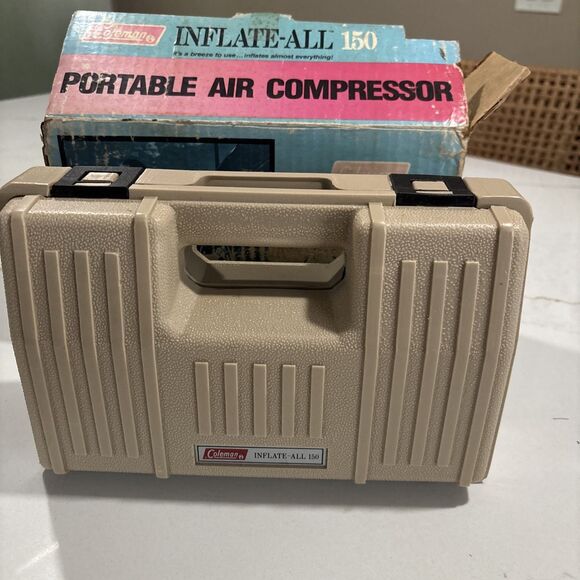 Coleman INFLATE-ALL 150
it's a breeze to use... inflates almost everything!
PORTABLE AIR COMPRESSOR
Coleman INFLATE-ALL 150